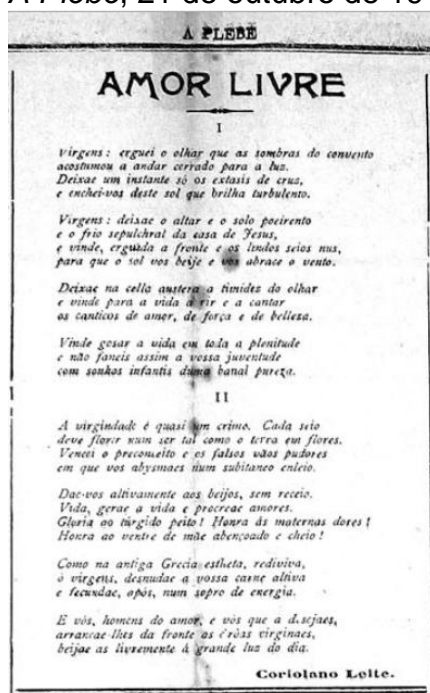 A Plebe, 21 de outubro de 19
A PLEBE
AMOR LIVRE
I
Virgens: erguei o olhar que as sombras do convento
acostumou a andar cerrado para a luz.
Deixae um instante só os extasis de cruz,
e enchei-vos deste sol que brilha turbulento.
Virgens: deixae o altar e o solo poeirento
e o frio sepulchral da casa de Jesus,
e vinde, erguida a fronte e os lindos seios nus,
para que o sol vos beije e vos abrace o vento.
Deixae na cella austera a timidez do olhar
e vinde para a vida a rir e a cantar
os canticos de amor, de força e de belleza.
Vinde gosar a vida em toda a plenitude
e não faneis assim a vossa juventude
com sonhos infantis duma banal pureza.
II
A virgindade é quasi um crime. Cada seio
deve florir num ser tal como o terra em flores.
Vencei o preconceito e os falsos vãos pudores
em que vos abysmaes num subitaneo enleio.
Dae-vos altivamente aos beijos, sem receio.
Vida, gerae a vida e procreae amores.
Gloria ao túrgido peito! Honra ás maternas dores!
Honra ao ventre de mãe abençoado e cheio!
Como na antiga Grecia estheta, rediviva,
ó virgens, desnudae a vossa carne altiva
e fecundae, após, num sopro de energia.
E vós, homens do amor, e vós que a desejaes,
arrancae-lhes da fronte as c'rôas virginaes,
beijae as livremente á grande luz do dia.
Coriolano Leite.